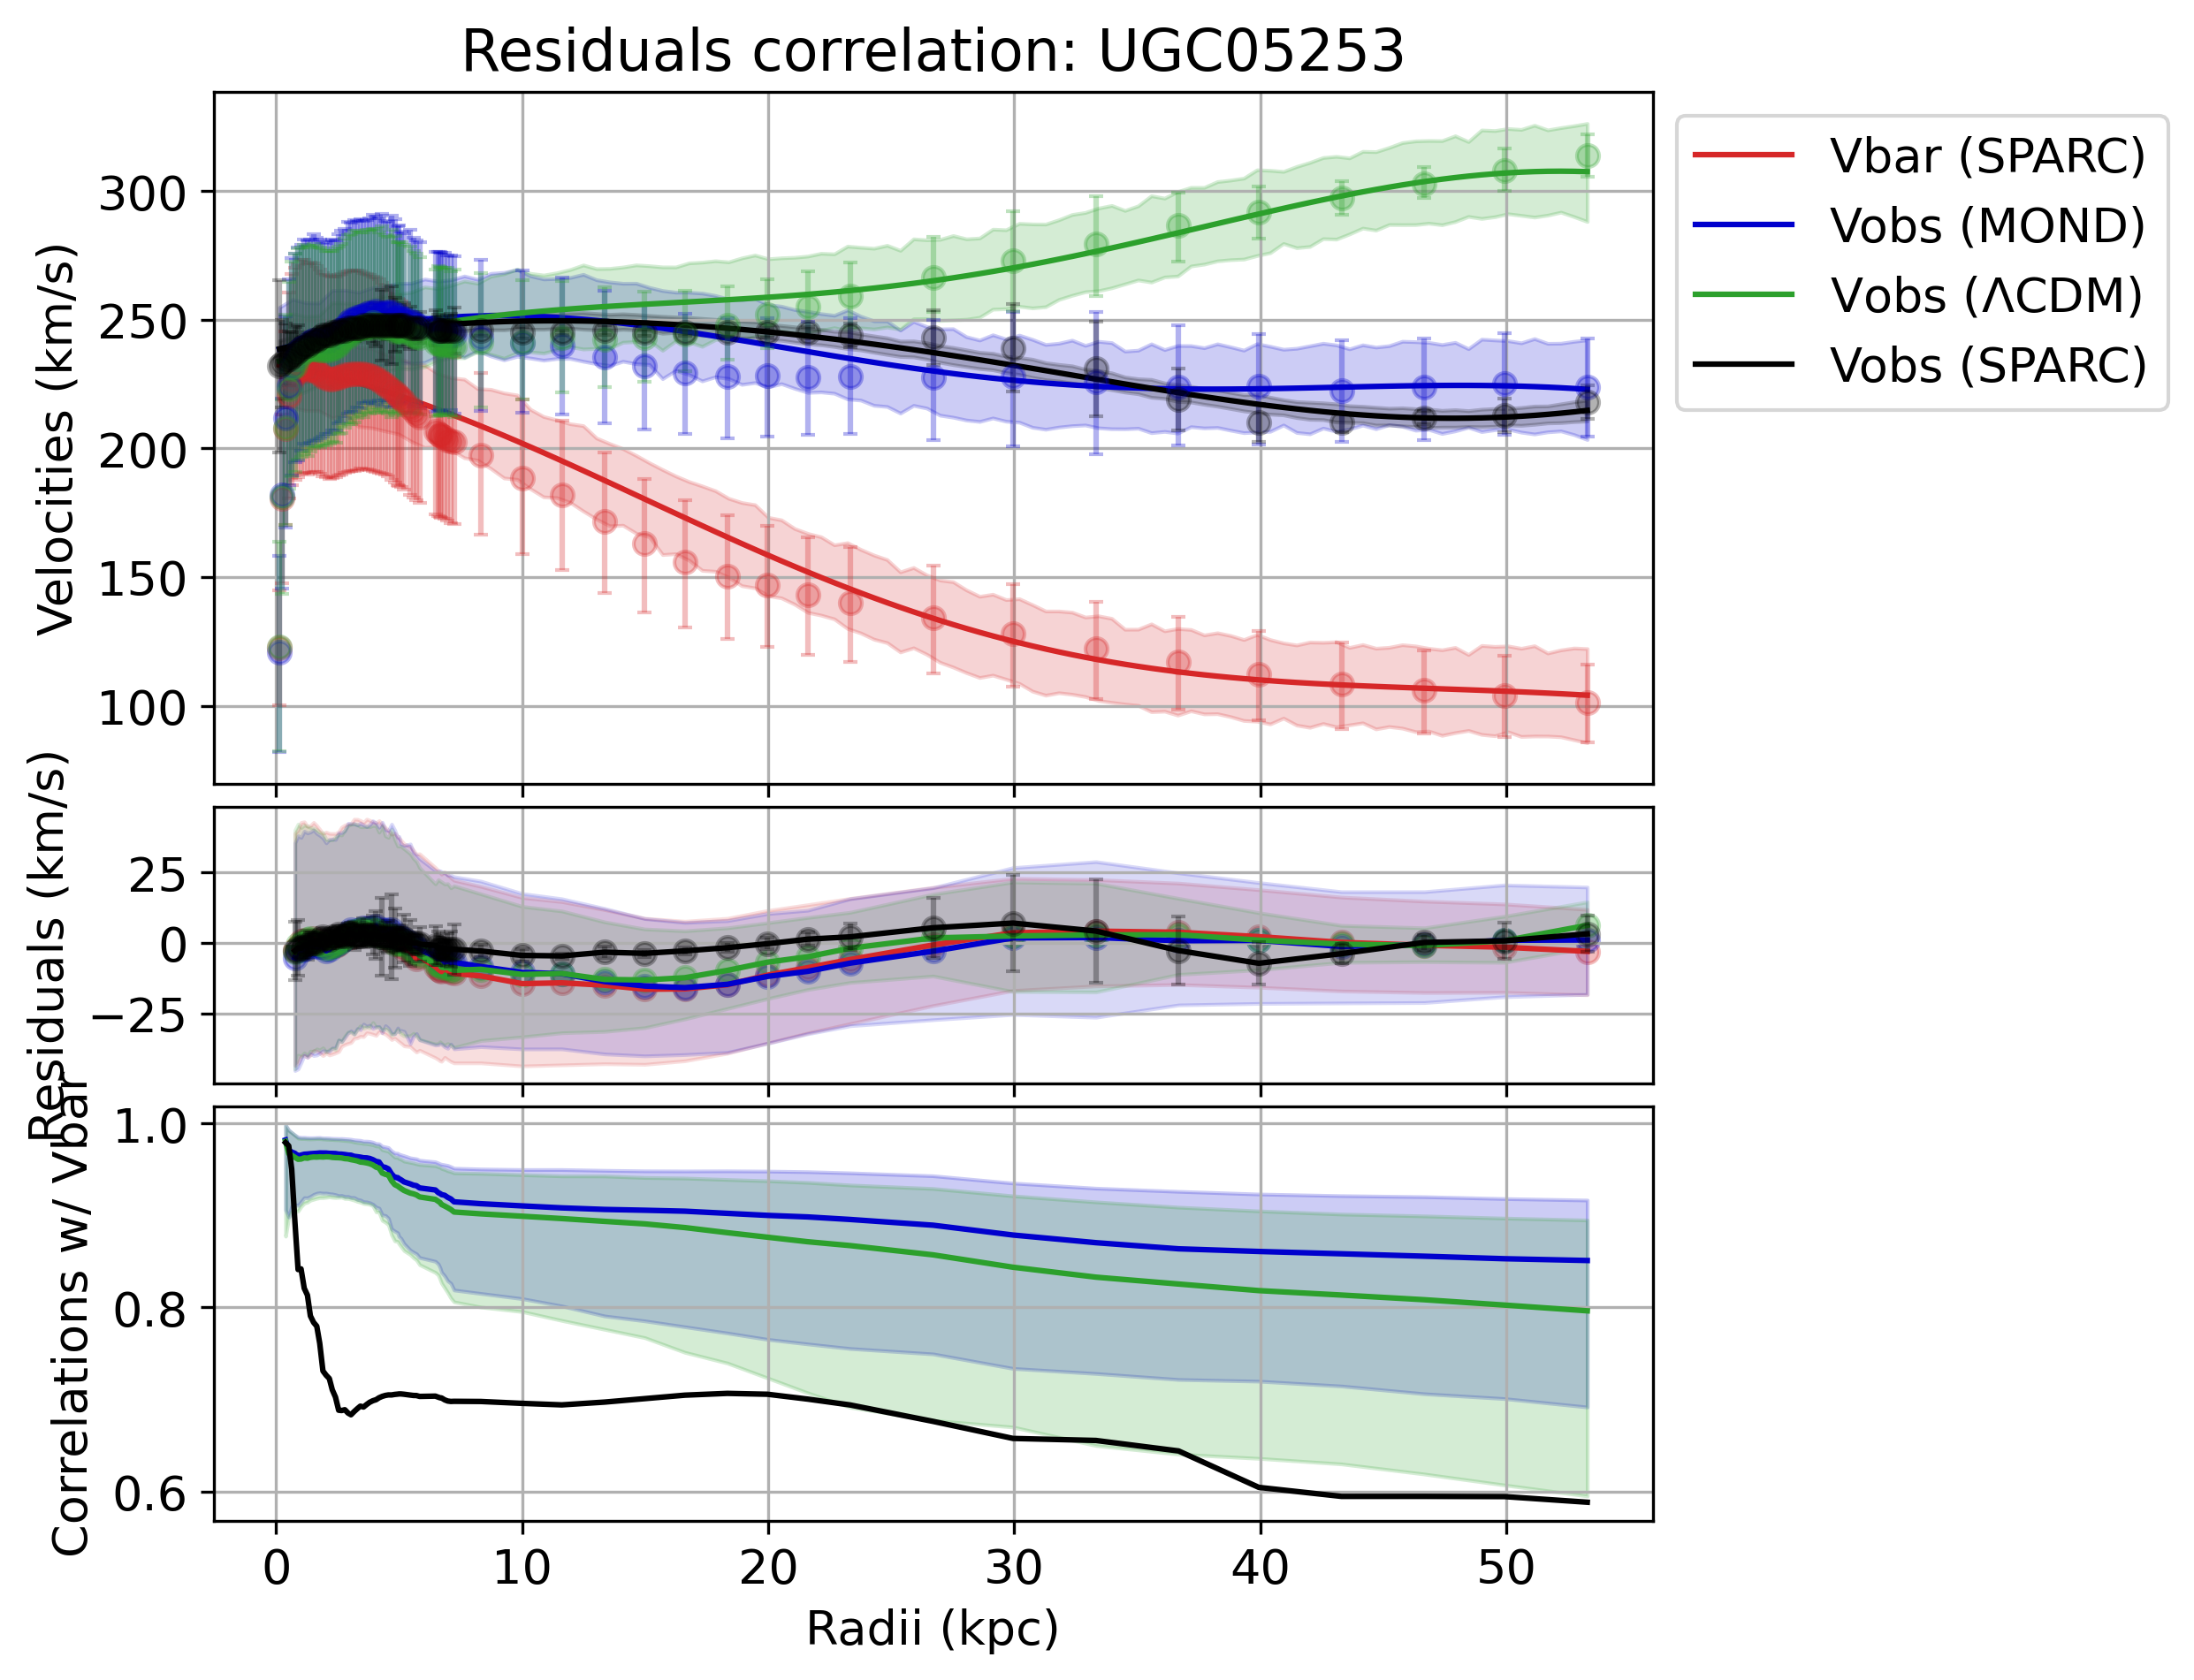 Residuals correlation: UGC05253
Velocities (km/s)
300
250
200
150
100
Vbar (SPARC)
Vobs (MOND)
Vobs (ΛCDM)
Vobs (SPARC)
Residuals (km/s)
25
0
−25
Correlations w/ Vbar
1.0
0.8
0.6
0 10 20 30 40 50
Radii (kpc)